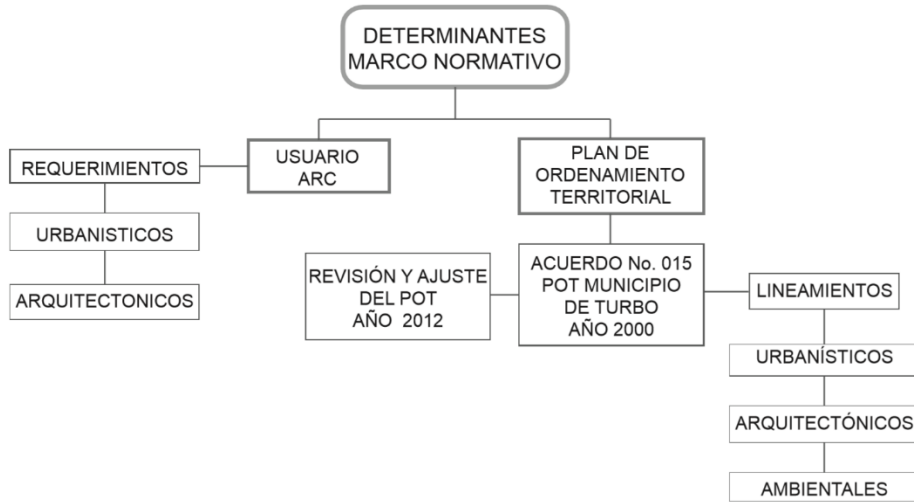 DETERMINANTES
MARCO NORMATIVO
REQUERIMIENTOS
URBANISTICOS
ARQUITECTONICOS
USUARIO
ARC
PLAN DE
ORDENAMIENTO
TERRITORIAL
REVISIÓN Y AJUSTE
DEL POT
AÑO 2012
ACUERDO No. 015
POT MUNICIPIO
DE TURBO
AÑO 2000
LINEAMIENTOS
URBANÍSTICOS
ARQUITECTÓNICOS
AMBIENTALES